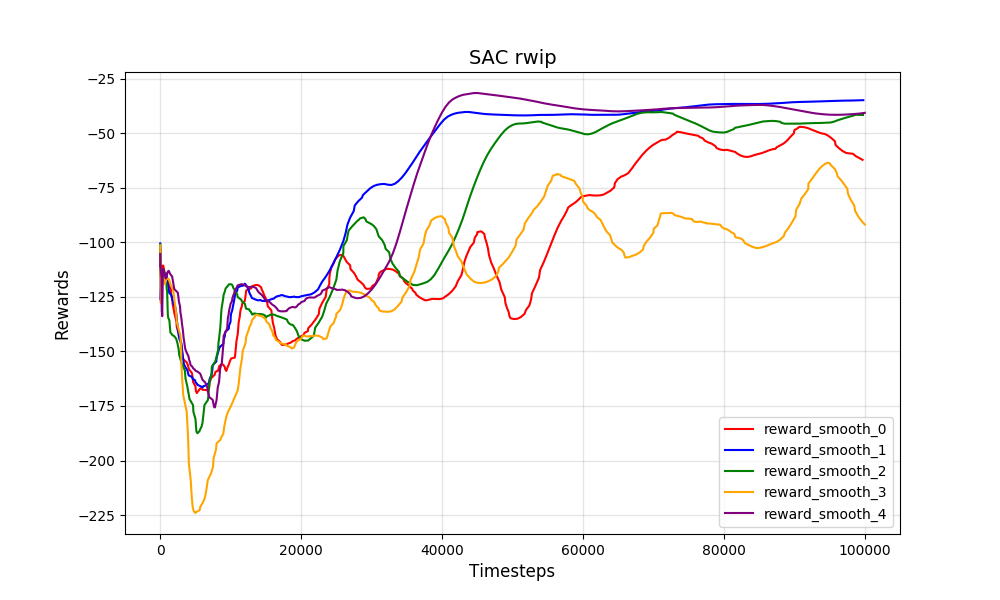 SAC rwip
Rewards
−25
−50
−75
−100
−125
−150
−175
−200
−225
0
20000
40000
60000
80000
100000
Timesteps
reward_smooth_0
reward_smooth_1
reward_smooth_2
reward_smooth_3
reward_smooth_4